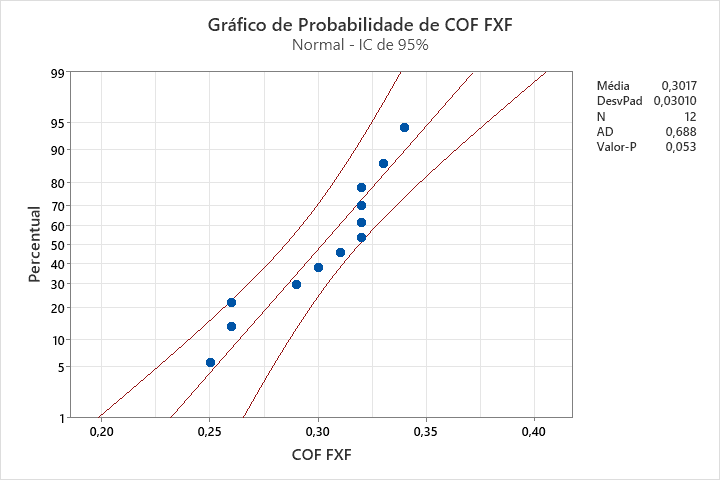 Gráfico de Probabilidade de COF FXF
Normal - IC de 95%
Média 0,3017
DesvPad 0,03010
N 12
AD 0,688
Valor-P 0,053
Percentual
99
95
90
80
70
60
50
40
30
20
10
5
1
0,20 0,25 0,30 0,35 0,40
COF FXF